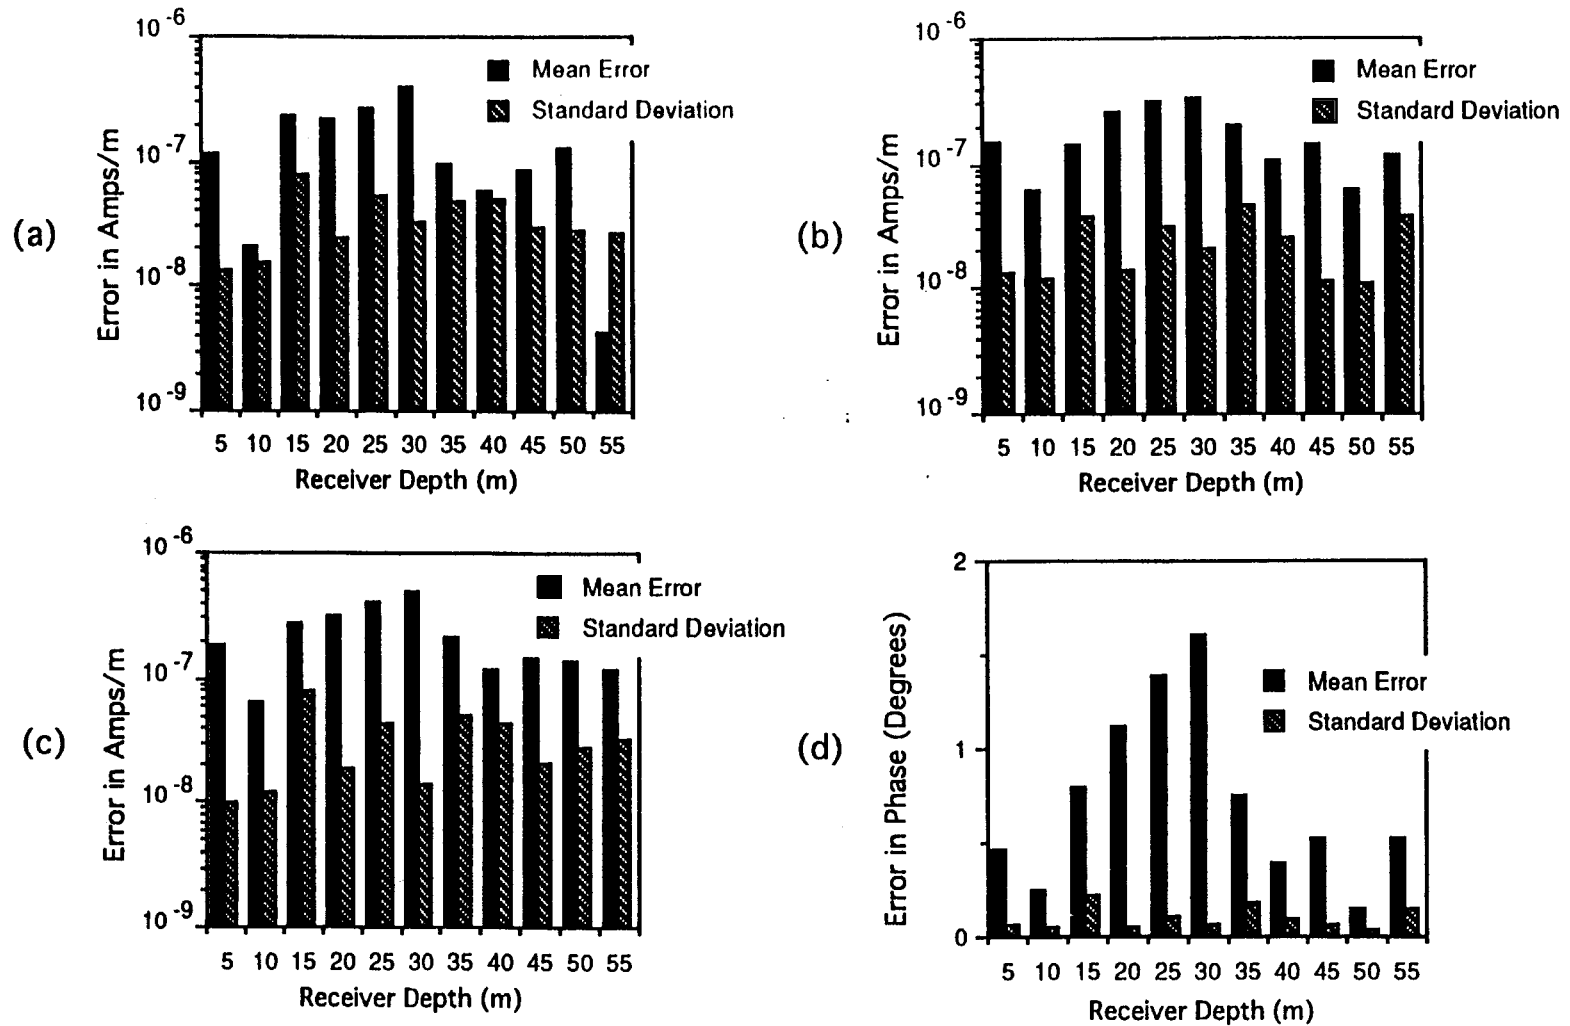 (a)
10 -6
10 -7
10 -8
10 -9
Error in Amps/m
Mean Error
Standard Deviation
5 10 15 20 25 30 35 40 45 50 55
Receiver Depth (m)
(b)
10 -6
10 -7
10 -8
10 -9
Error in Amps/m
Mean Error
Standard Deviation
5 10 15 20 25 30 35 40 45 50 55
Receiver Depth (m)
(c)
10 -6
10 -7
10 -8
10 -9
Error in Amps/m
Mean Error
Standard Deviation
5 10 15 20 25 30 35 40 45 50 55
Receiver Depth (m)
(d)
2
1
0
Error in Phase (Degrees)
Mean Error
Standard Deviation
5 10 15 20 25 30 35 40 45 50 55
Receiver Depth (m)